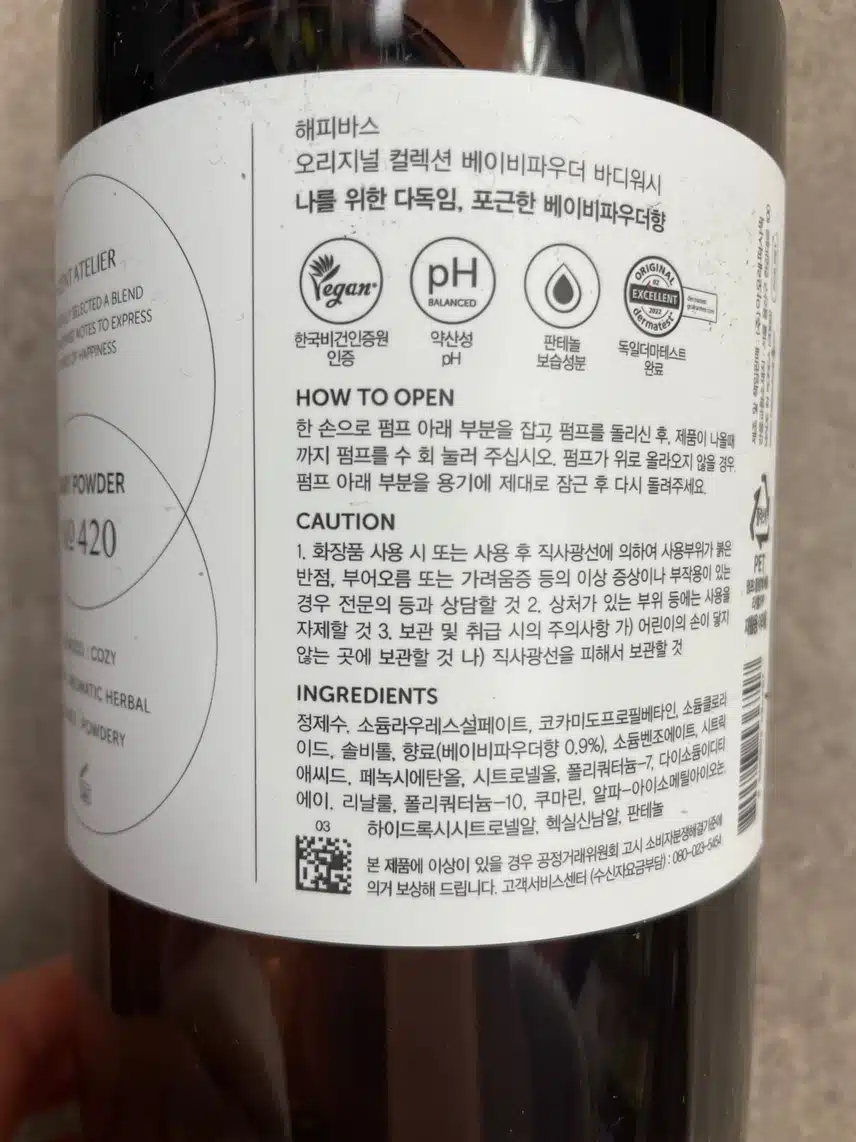 ATELIER
SELECTED A BLEND
NOTES TO EXPRESS
OF HAPPINESS
POWDER
№ 420
COZY
AROMATIC HERBAL
POWDERY
해피바스
오리지널 컬렉션 베이비파우더 바디워시
나를 위한 다독임, 포근한 베이비파우더향
Vegan
한국비건인증원
인증
pH
BALANCED
약산성
pH
판테놀
보습성분
ORIGINAL
02
EXCELLENT
2022
dermatest
독일더마테스트
완료
HOW TO OPEN
한 손으로 펌프 아래 부분을 잡고, 펌프를 돌리신 후, 제품이 나올때
까지 펌프를 수 회 눌러 주십시오. 펌프가 위로 올라오지 않을 경우,
펌프 아래 부분을 용기에 제대로 잠근 후 다시 돌려주세요.
CAUTION
1. 화장품 사용 시 또는 사용 후 직사광선에 의하여 사용부위가 붉은
반점, 부어오름 또는 가려움증 등의 이상 증상이나 부작용이 있는
경우 전문의 등과 상담할 것 2. 상처가 있는 부위 등에는 사용을
자제할 것 3. 보관 및 취급 시의 주의사항 가) 어린이의 손이 닿지
않는 곳에 보관할 것 나) 직사광선을 피해서 보관할 것
INGREDIENTS
정제수, 소듐라우레스설페이트, 코카미도프로필베타인, 소듐클로라
이드, 솔비톨, 향료(베이비파우더향 0.9%), 소듐벤조에이트, 시트릭
애씨드, 페녹시에탄올, 시트로넬올, 폴리쿼터늄-7, 다이소듐이디티
에이, 리날룰, 폴리쿼터늄-10, 쿠마린, 알파-아이소메틸아이오논,
하이드록시시트로넬알, 헥실신남알, 판테놀
03
본 제품에 이상이 있을 경우 공정거래위원회 고시 소비자분쟁해결기준에
의거 보상해 드립니다. 고객서비스센터 (수신자요금부담) : 080-023-5454
PET